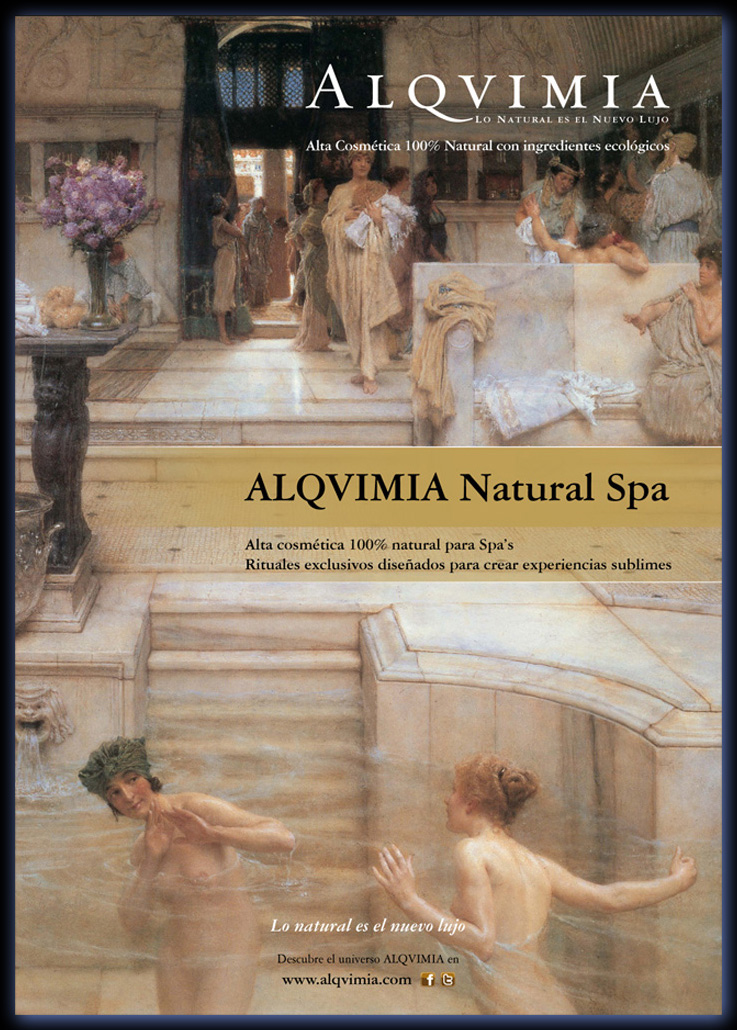 ALQVIMIA
LO NATURAL ES EL NUEVO LUJO
Alta Cosmética 100% Natural con ingredientes ecológicos
ALQVIMIA Natural Spa
Alta cosmética 100% natural para Spa's
Rituales exclusivos diseñados para crear experiencias sublimes
Lo natural es el nuevo lujo
Descubre el universo ALQVIMIA en
www.alqvimia.com f t